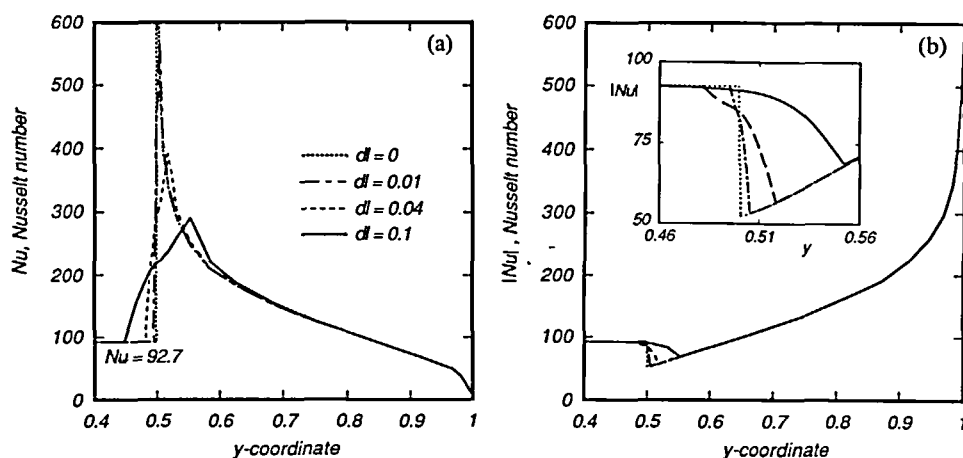 600
500
400
300
200
100
0
Nu, Nusselt number
(a)
dl = 0
dl = 0.01
dl = 0.04
dl = 0.1
Nu = 92.7
0.4 0.5 0.6 0.7 0.8 0.9 1
y-coordinate
600
500
400
300
200
100
0
|Nu|, Nusselt number
(b)
100
|Nu|
75
50
0.46 0.51 y 0.56
0.4 0.5 0.6 0.7 0.8 0.9 1
y-coordinate